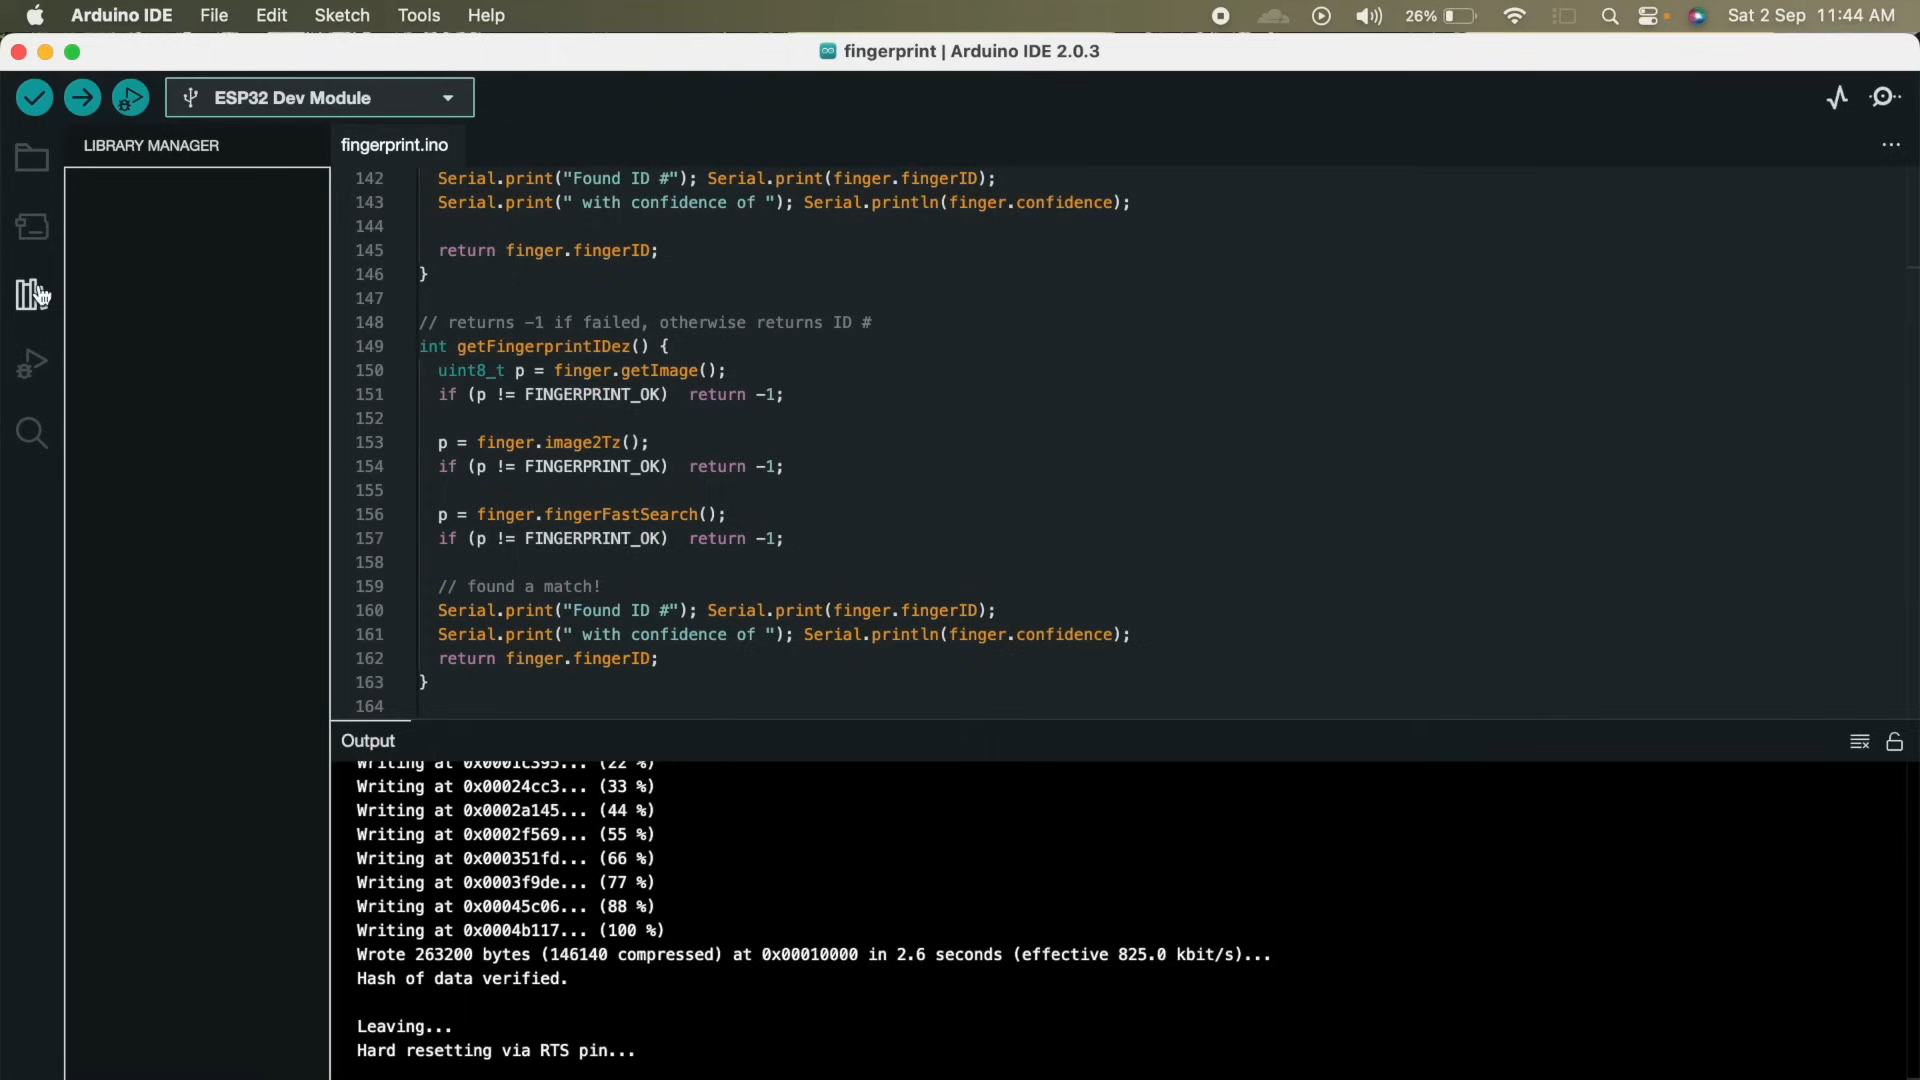 Arduino IDE File Edit Sketch Tools Help 26% Sat 2 Sep 11:44 AM
fingerprint | Arduino IDE 2.0.3
ESP32 Dev Module
LIBRARY MANAGER
fingerprint.ino
142 Serial.print("Found ID #"); Serial.print(finger.fingerID);
143 Serial.print(" with confidence of "); Serial.println(finger.confidence);
144
145 return finger.fingerID;
146 }
147
148 // returns -1 if failed, otherwise returns ID #
149 int getFingerprintIDez() {
150 uint8_t p = finger.getImage();
151 if (p != FINGERPRINT_OK)  return -1;
152
153 p = finger.image2Tz();
154 if (p != FINGERPRINT_OK)  return -1;
155
156 p = finger.fingerFastSearch();
157 if (p != FINGERPRINT_OK)  return -1;
158
159 // found a match!
160 Serial.print("Found ID #"); Serial.print(finger.fingerID);
161 Serial.print(" with confidence of "); Serial.println(finger.confidence);
162 return finger.fingerID;
163 }
164
Output
Writing at 0x0001c395... (22 %)
Writing at 0x00024cc3... (33 %)
Writing at 0x0002a145... (44 %)
Writing at 0x0002f569... (55 %)
Writing at 0x000351fd... (66 %)
Writing at 0x0003f9de... (77 %)
Writing at 0x00045c06... (88 %)
Writing at 0x0004b117... (100 %)
Wrote 263200 bytes (146140 compressed) at 0x00010000 in 2.6 seconds (effective 825.0 kbit/s)...
Hash of data verified.
Leaving...
Hard resetting via RTS pin...